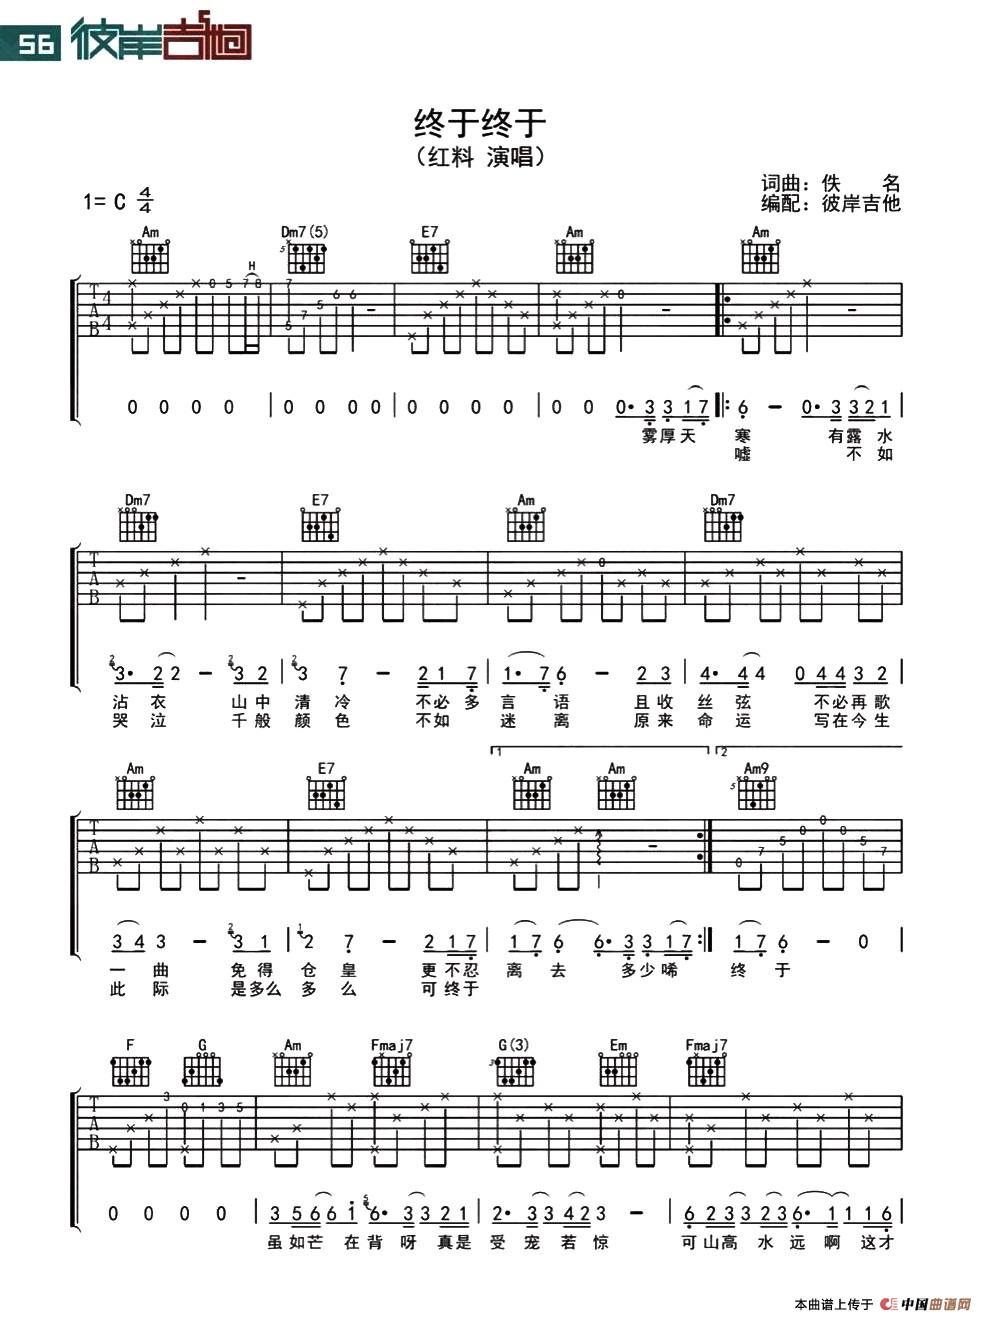 56 彼岸吉他
终于终于
（红料 演唱）
词曲：佚 名
1= C 4/4
编配：彼岸吉他
Am Dm7(5) E7 Am Am
H
0 0 0 0 0 0 0 0 0 0 0 0 0 0 0· 3 3 1 7 6 - 0· 3 3 2 1
雾厚天 寒 有露 水
嘘 不 如
Dm7 E7 Am Dm7
3· 2 2 - 3 2 3 7 - 2 1 7 1· 7 6 - 2 3 4· 4 4 0 4 4 3 2
沾 衣 山中 清 冷 不必多 言 语 且收 丝 弦 不必再歌
哭 泣 千般 颜 色 不如 迷 离 原来 命 运 写在今生
1 2
Am E7 Am Am Am9
3 4 3 - 3 1 2 7 - 2 1 7 1 7 6 6· 3 3 1 7 1 7 6 - 0
一 曲 免得 仓 皇 更不忍 离 去 多少唏 终 于
此 际 是多么 多 么 可终于
F G Am Fmaj7 G(3) Em Fmaj7
0 0 0 0 3 5 6 6 1 6· 3 3 2 1 2· 3 3 4 2 3 - 6 2 3 3 2 3 6· 1 1 1 6
虽如芒 在 背 呀 真是 受 宠 若 惊 可山高 水 远 啊 这才
本曲谱上传于 中国曲谱网